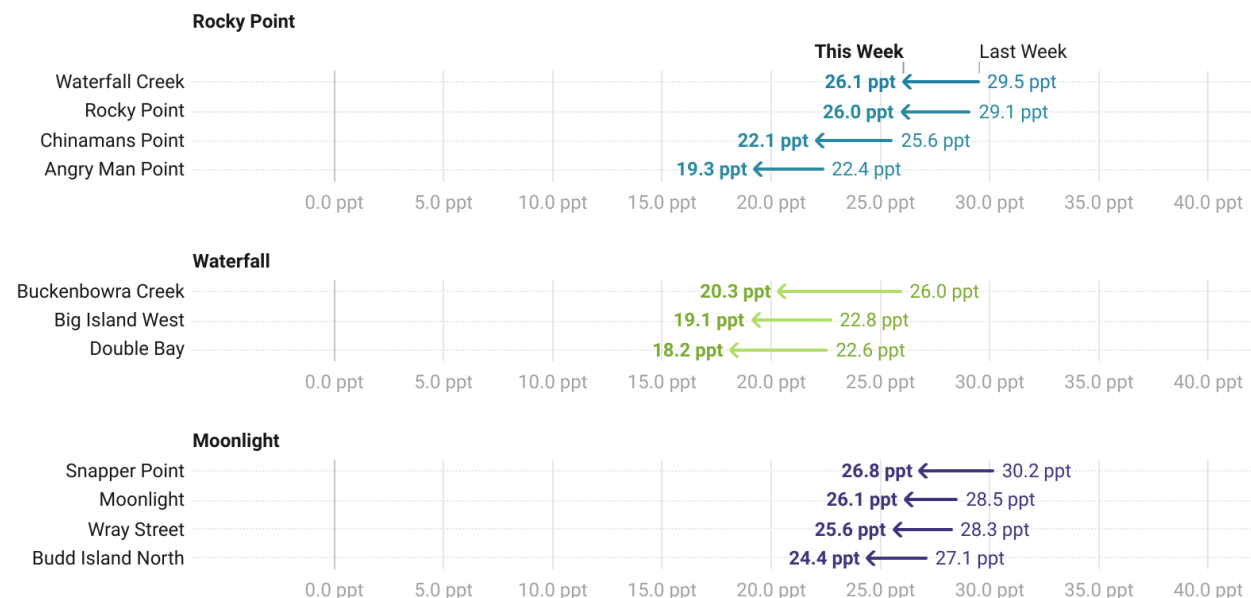 Rocky Point
This Week Last Week
Waterfall Creek 26.1 ppt 29.5 ppt
Rocky Point 26.0 ppt 29.1 ppt
Chinamans Point 22.1 ppt 25.6 ppt
Angry Man Point 19.3 ppt 22.4 ppt
0.0 ppt 5.0 ppt 10.0 ppt 15.0 ppt 20.0 ppt 25.0 ppt 30.0 ppt 35.0 ppt 40.0 ppt
Waterfall
Buckenbowra Creek 20.3 ppt 26.0 ppt
Big Island West 19.1 ppt 22.8 ppt
Double Bay 18.2 ppt 22.6 ppt
0.0 ppt 5.0 ppt 10.0 ppt 15.0 ppt 20.0 ppt 25.0 ppt 30.0 ppt 35.0 ppt 40.0 ppt
Moonlight
Snapper Point 26.8 ppt 30.2 ppt
Moonlight 26.1 ppt 28.5 ppt
Wray Street 25.6 ppt 28.3 ppt
Budd Island North 24.4 ppt 27.1 ppt
0.0 ppt 5.0 ppt 10.0 ppt 15.0 ppt 20.0 ppt 25.0 ppt 30.0 ppt 35.0 ppt 40.0 ppt